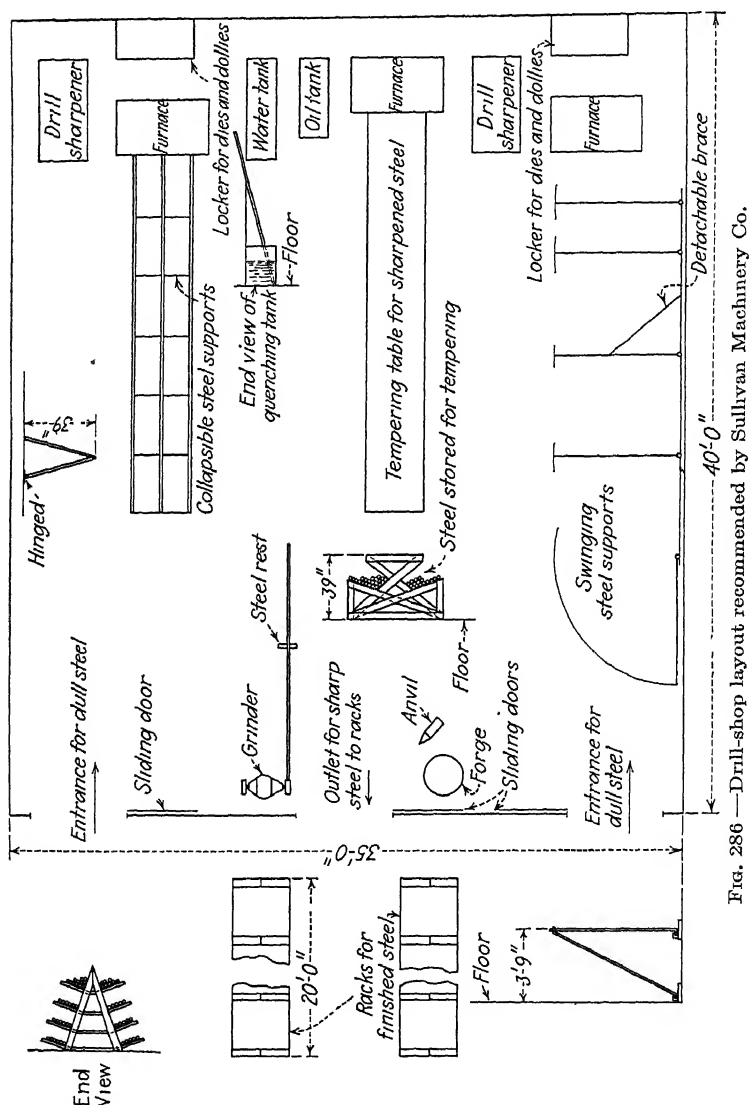 End
View
Entrance for dull steel
Sliding door
Hinged
39"
Drill
sharpener
Furnace
Collapsible steel supports
Locker for dies and dollies
Water tank
Oil tank
End view of
quenching tank
Floor
Grinder
Steel rest
35'-0"
20'-0"
Racks for
finished steel
Outlet for sharp
steel to racks
39"
Steel stored for tempering
Floor
Tempering table for sharpened steel
Furnace
Anvil
Forge
Sliding doors
Drill
sharpener
Furnace
Locker for dies and dollies
Floor
3'-9"
Entrance for
dull steel
Swinging
steel supports
Detachable brace
40'-0"
FIG. 286—Drill-shop layout recommended by Sullivan Machinery Co.